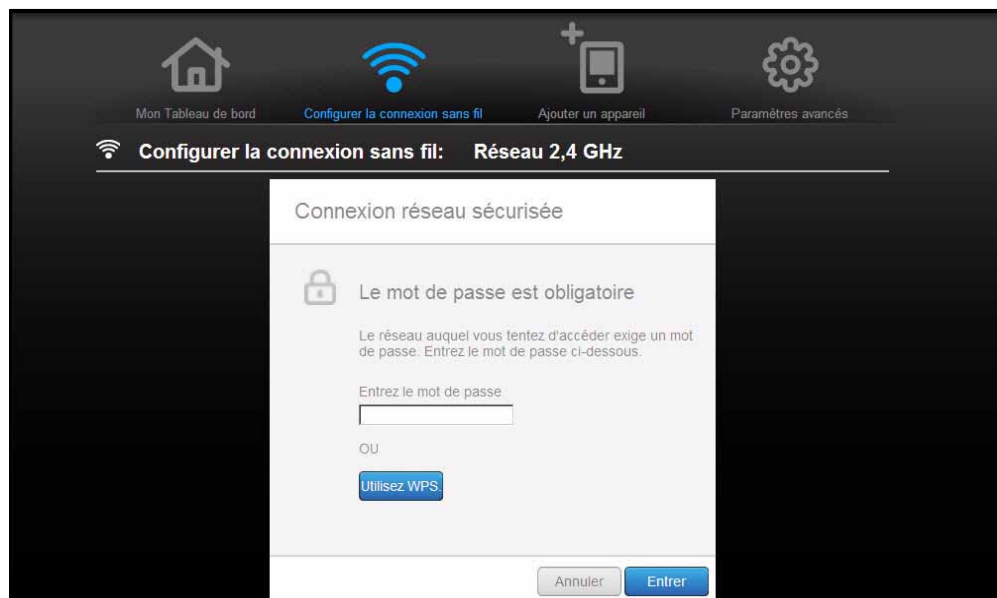 Mon Tableau de bord
Configurer la connexion sans fil
Ajouter un appareil
Paramètres avancés
Configurer la connexion sans fil: Réseau 2,4 GHz
Connexion réseau sécurisée
Le mot de passe est obligatoire
Le réseau auquel vous tentez d'accéder exige un mot
de passe. Entrez le mot de passe ci-dessous.
Entrez le mot de passe
OU
Utilisez WPS.
Annuler
Entrer